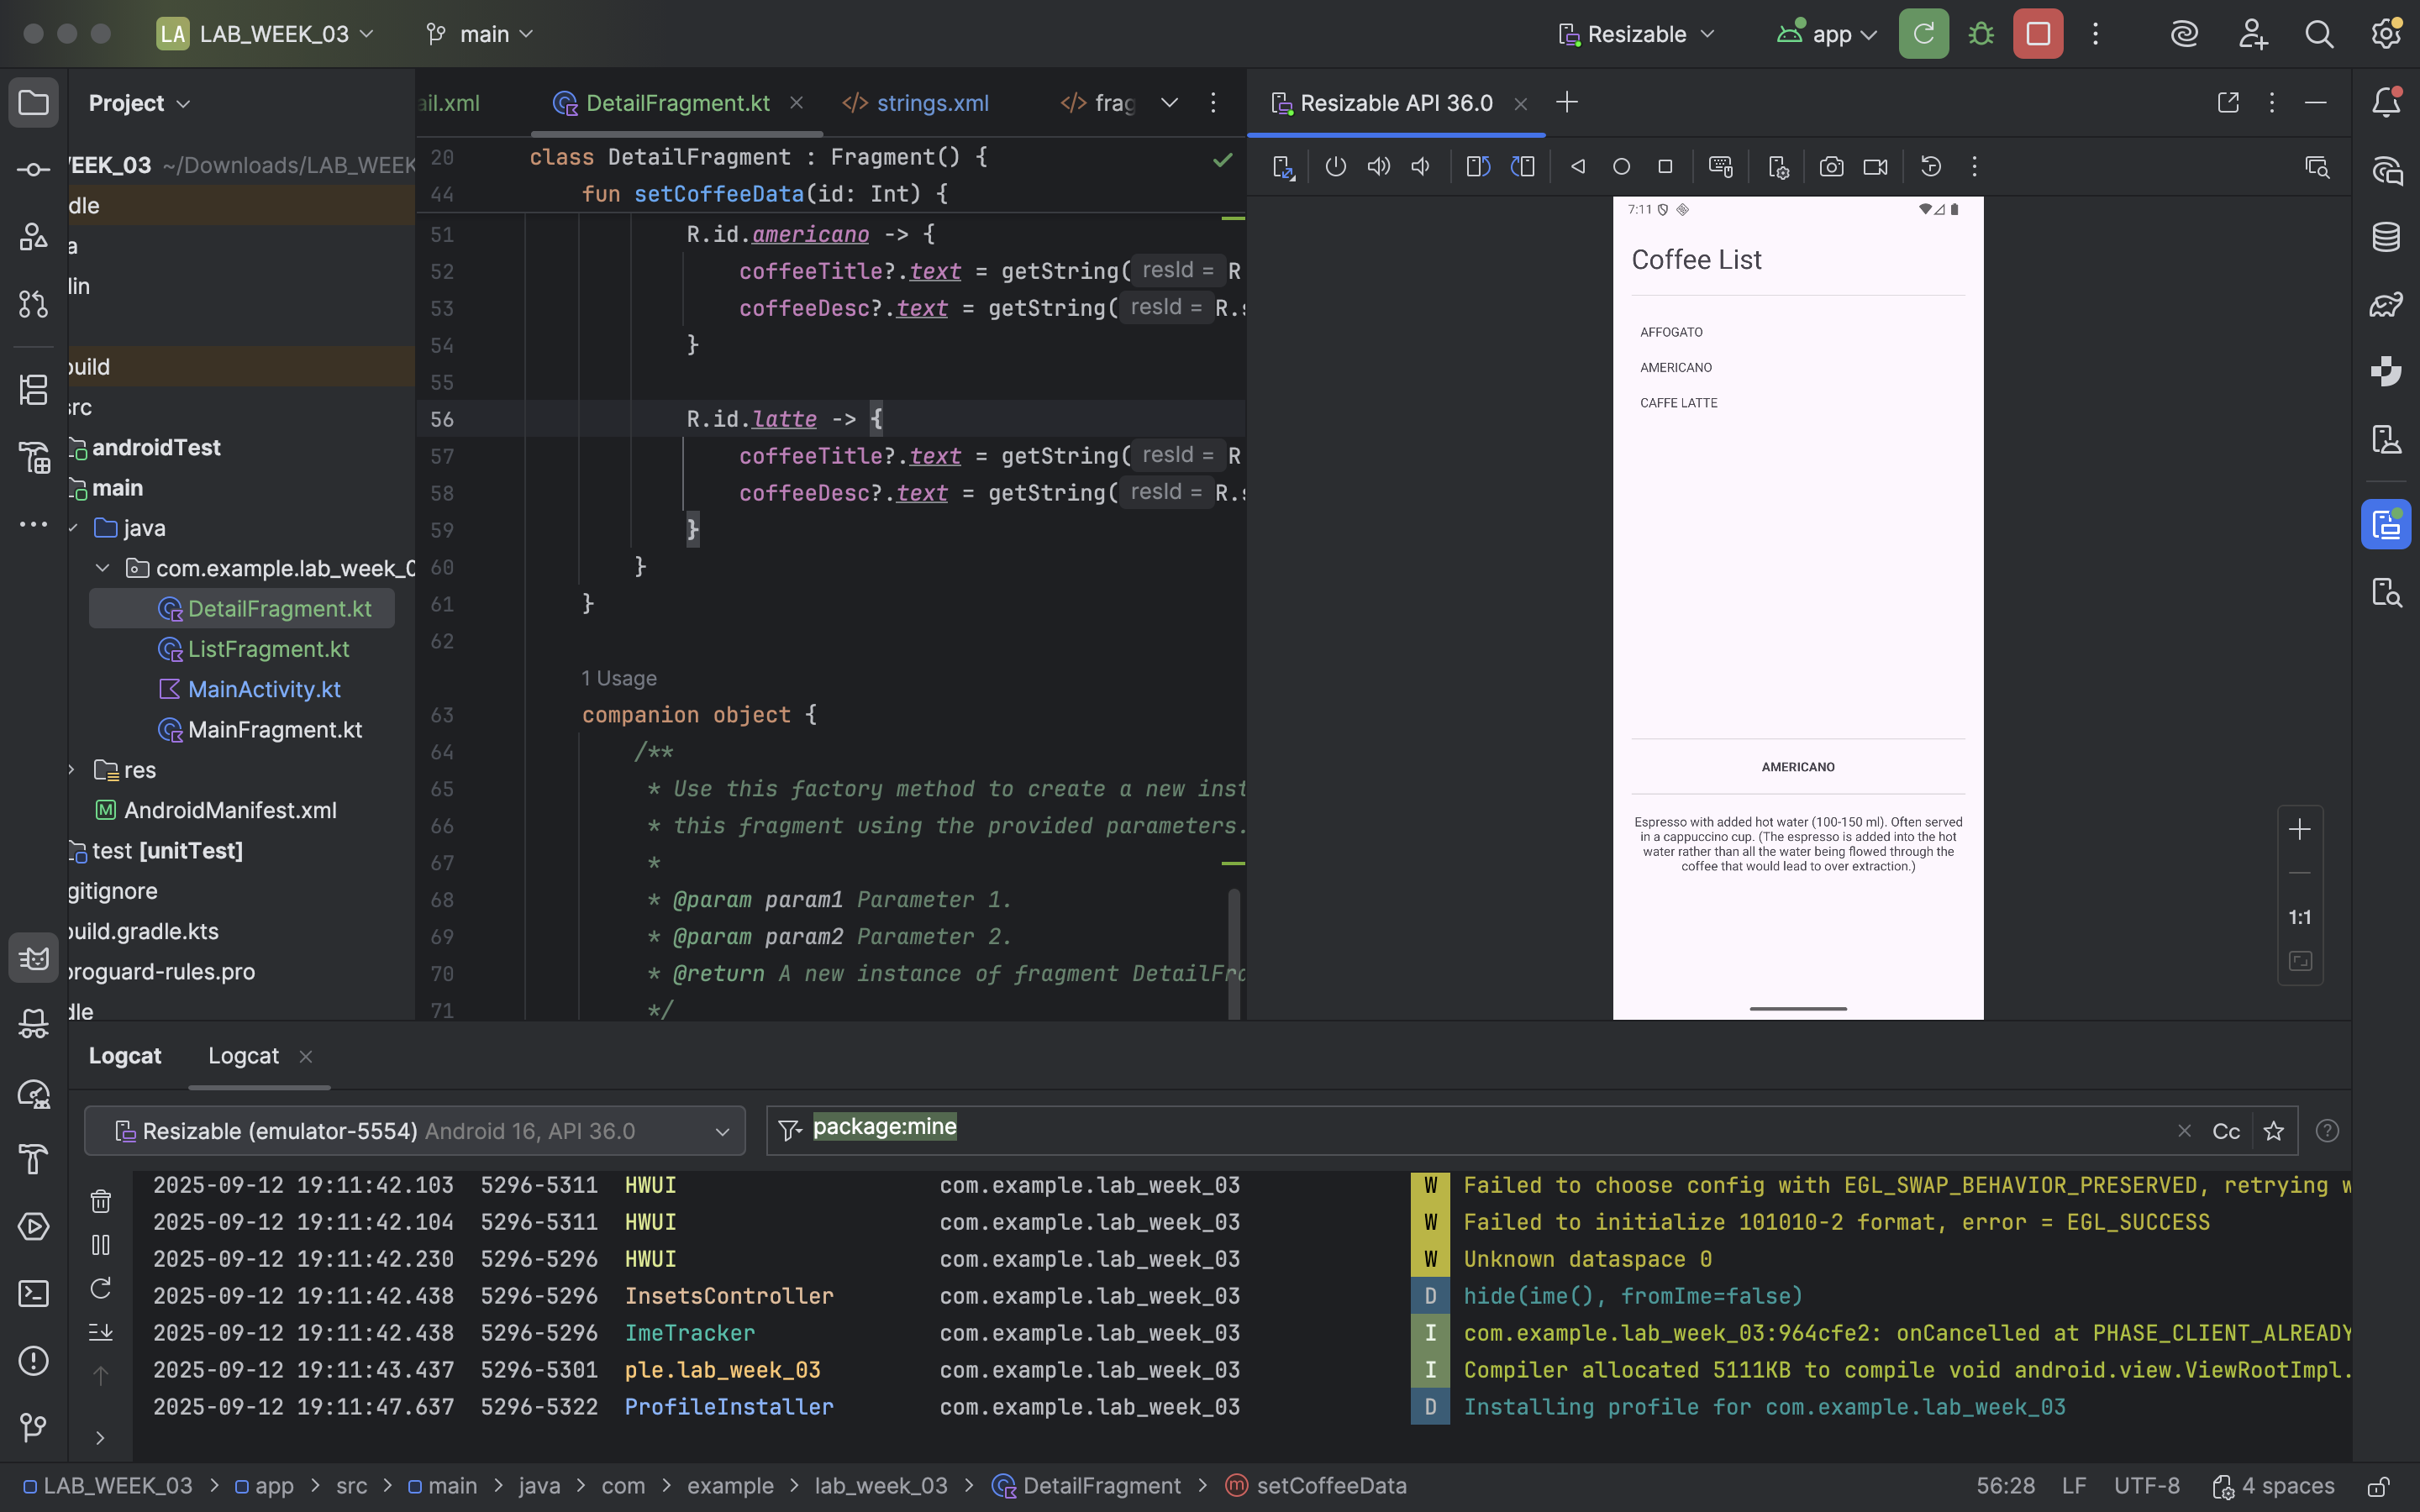 LA LAB_WEEK_03 main Resizable app
Project
ail.xml DetailFragment.kt strings.xml frag
Resizable API 36.0
/EEK_03 ~/Downloads/LAB_WEEK
dle
a
lin
build
src
androidTest
main
java
com.example.lab_week_0
DetailFragment.kt
ListFragment.kt
MainActivity.kt
MainFragment.kt
res
AndroidManifest.xml
test [unitTest]
gitignore
build.gradle.kts
proguard-rules.pro
dle
20 class DetailFragment : Fragment() {
44 fun setCoffeeData(id: Int) {
51 R.id.americano -> {
52 coffeeTitle?.text = getString( resId = R
53 coffeeDesc?.text = getString( resId = R.s
54 }
55
56 R.id.latte -> {
57 coffeeTitle?.text = getString( resId = R
58 coffeeDesc?.text = getString( resId = R.s
59 }
60 }
61 }
62
1 Usage
63 companion object {
64 /**
65 * Use this factory method to create a new inst
66 * this fragment using the provided parameters.
67 *
68 * @param param1 Parameter 1.
69 * @param param2 Parameter 2.
70 * @return A new instance of fragment DetailFra
71 */
7:11
Coffee List
AFFOGATO
AMERICANO
CAFFE LATTE
AMERICANO
Espresso with added hot water (100-150 ml). Often served
in a cappuccino cup. (The espresso is added into the hot
water rather than all the water being flowed through the
coffee that would lead to over extraction.)
1:1
Logcat Logcat
Resizable (emulator-5554) Android 16, API 36.0
package:mine Cc
2025-09-12 19:11:42.103 5296-5311 HWUI com.example.lab_week_03 W Failed to choose config with EGL_SWAP_BEHAVIOR_PRESERVED, retrying w
2025-09-12 19:11:42.104 5296-5311 HWUI com.example.lab_week_03 W Failed to initialize 101010-2 format, error = EGL_SUCCESS
2025-09-12 19:11:42.230 5296-5296 HWUI com.example.lab_week_03 W Unknown dataspace 0
2025-09-12 19:11:42.438 5296-5296 InsetsController com.example.lab_week_03 D hide(ime(), fromIme=false)
2025-09-12 19:11:42.438 5296-5296 ImeTracker com.example.lab_week_03 I com.example.lab_week_03:964cfe2: onCancelled at PHASE_CLIENT_ALREADY
2025-09-12 19:11:43.437 5296-5301 ple.lab_week_03 com.example.lab_week_03 I Compiler allocated 5111KB to compile void android.view.ViewRootImpl.
2025-09-12 19:11:47.637 5296-5322 ProfileInstaller com.example.lab_week_03 D Installing profile for com.example.lab_week_03
LAB_WEEK_03 > app > src > main > java > com > example > lab_week_03 > DetailFragment > setCoffeeData 56:28 LF UTF-8 4 spaces